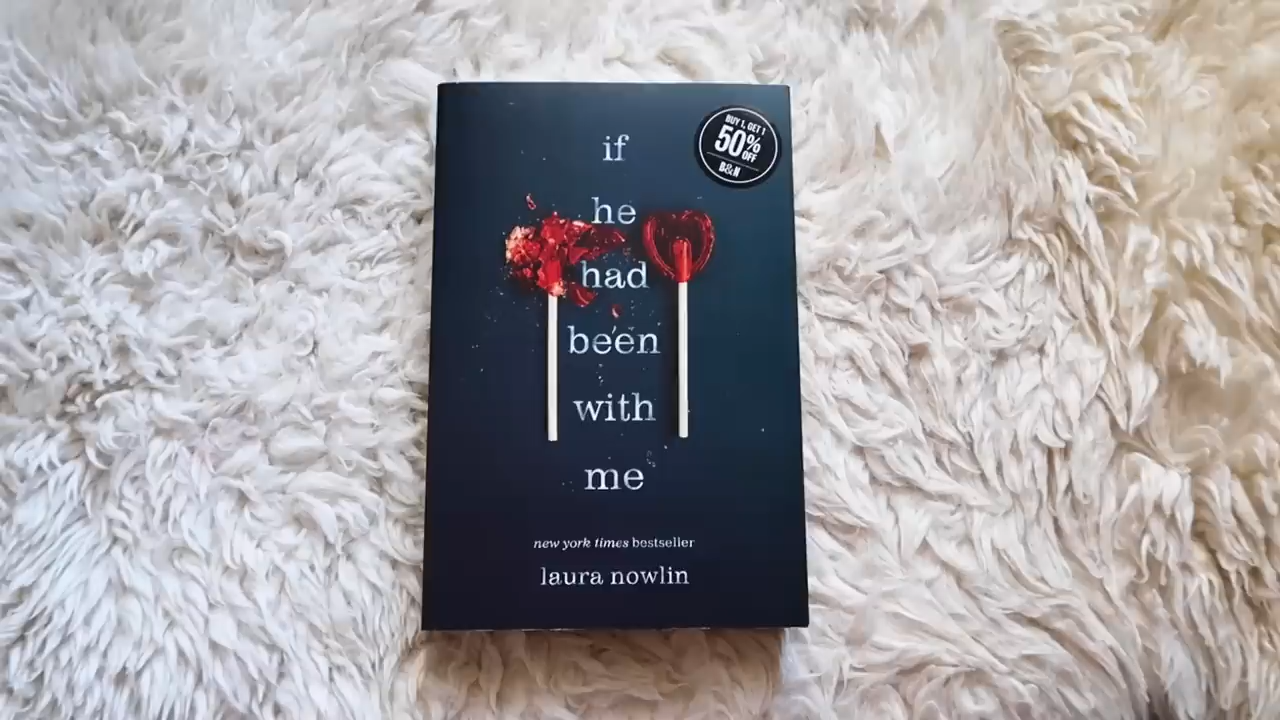 if
he
had
been
with
me
new york times bestseller
laura nowlin
BUY 1, GET 1
50%
OFF
B&N